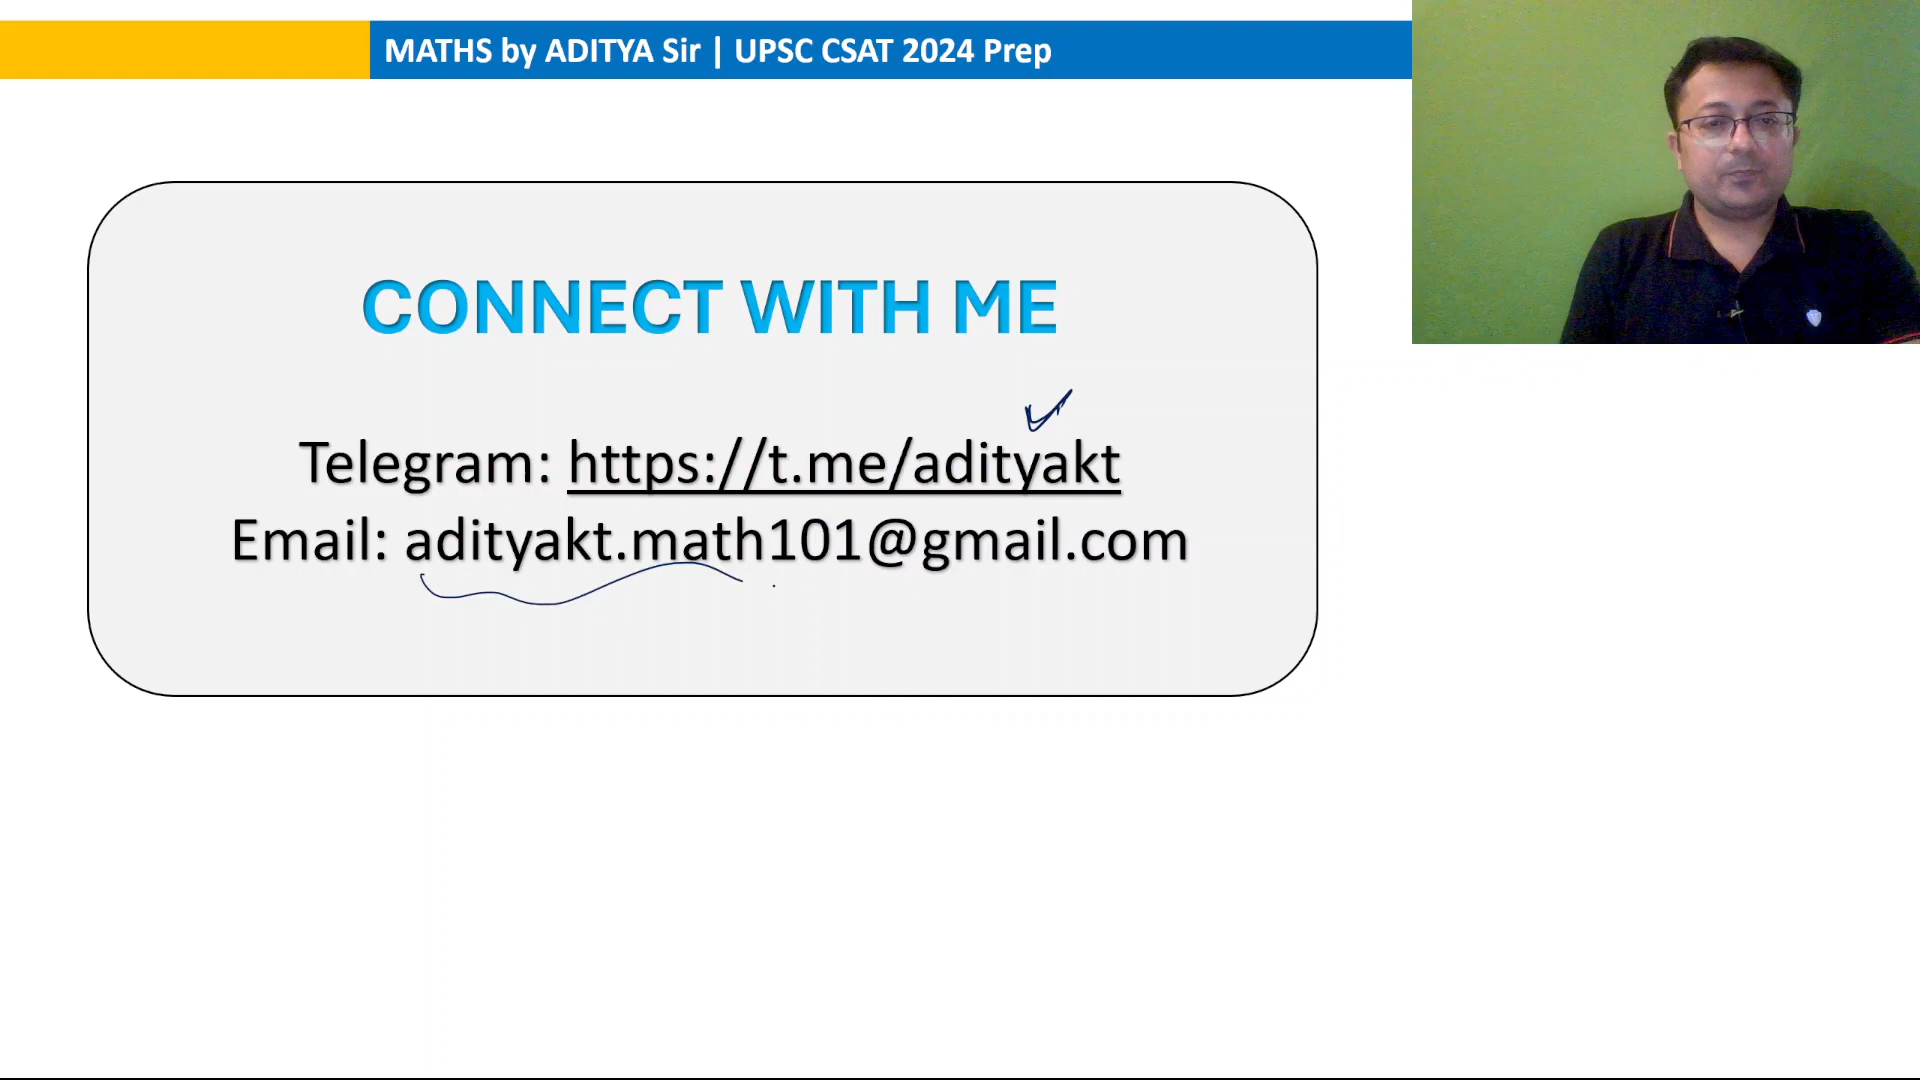 MATHS by ADITYA Sir | UPSC CSAT 2024 Prep
CONNECT WITH ME
Telegram: https://t.me/adityakt
Email: adityakt.math101@gmail.com